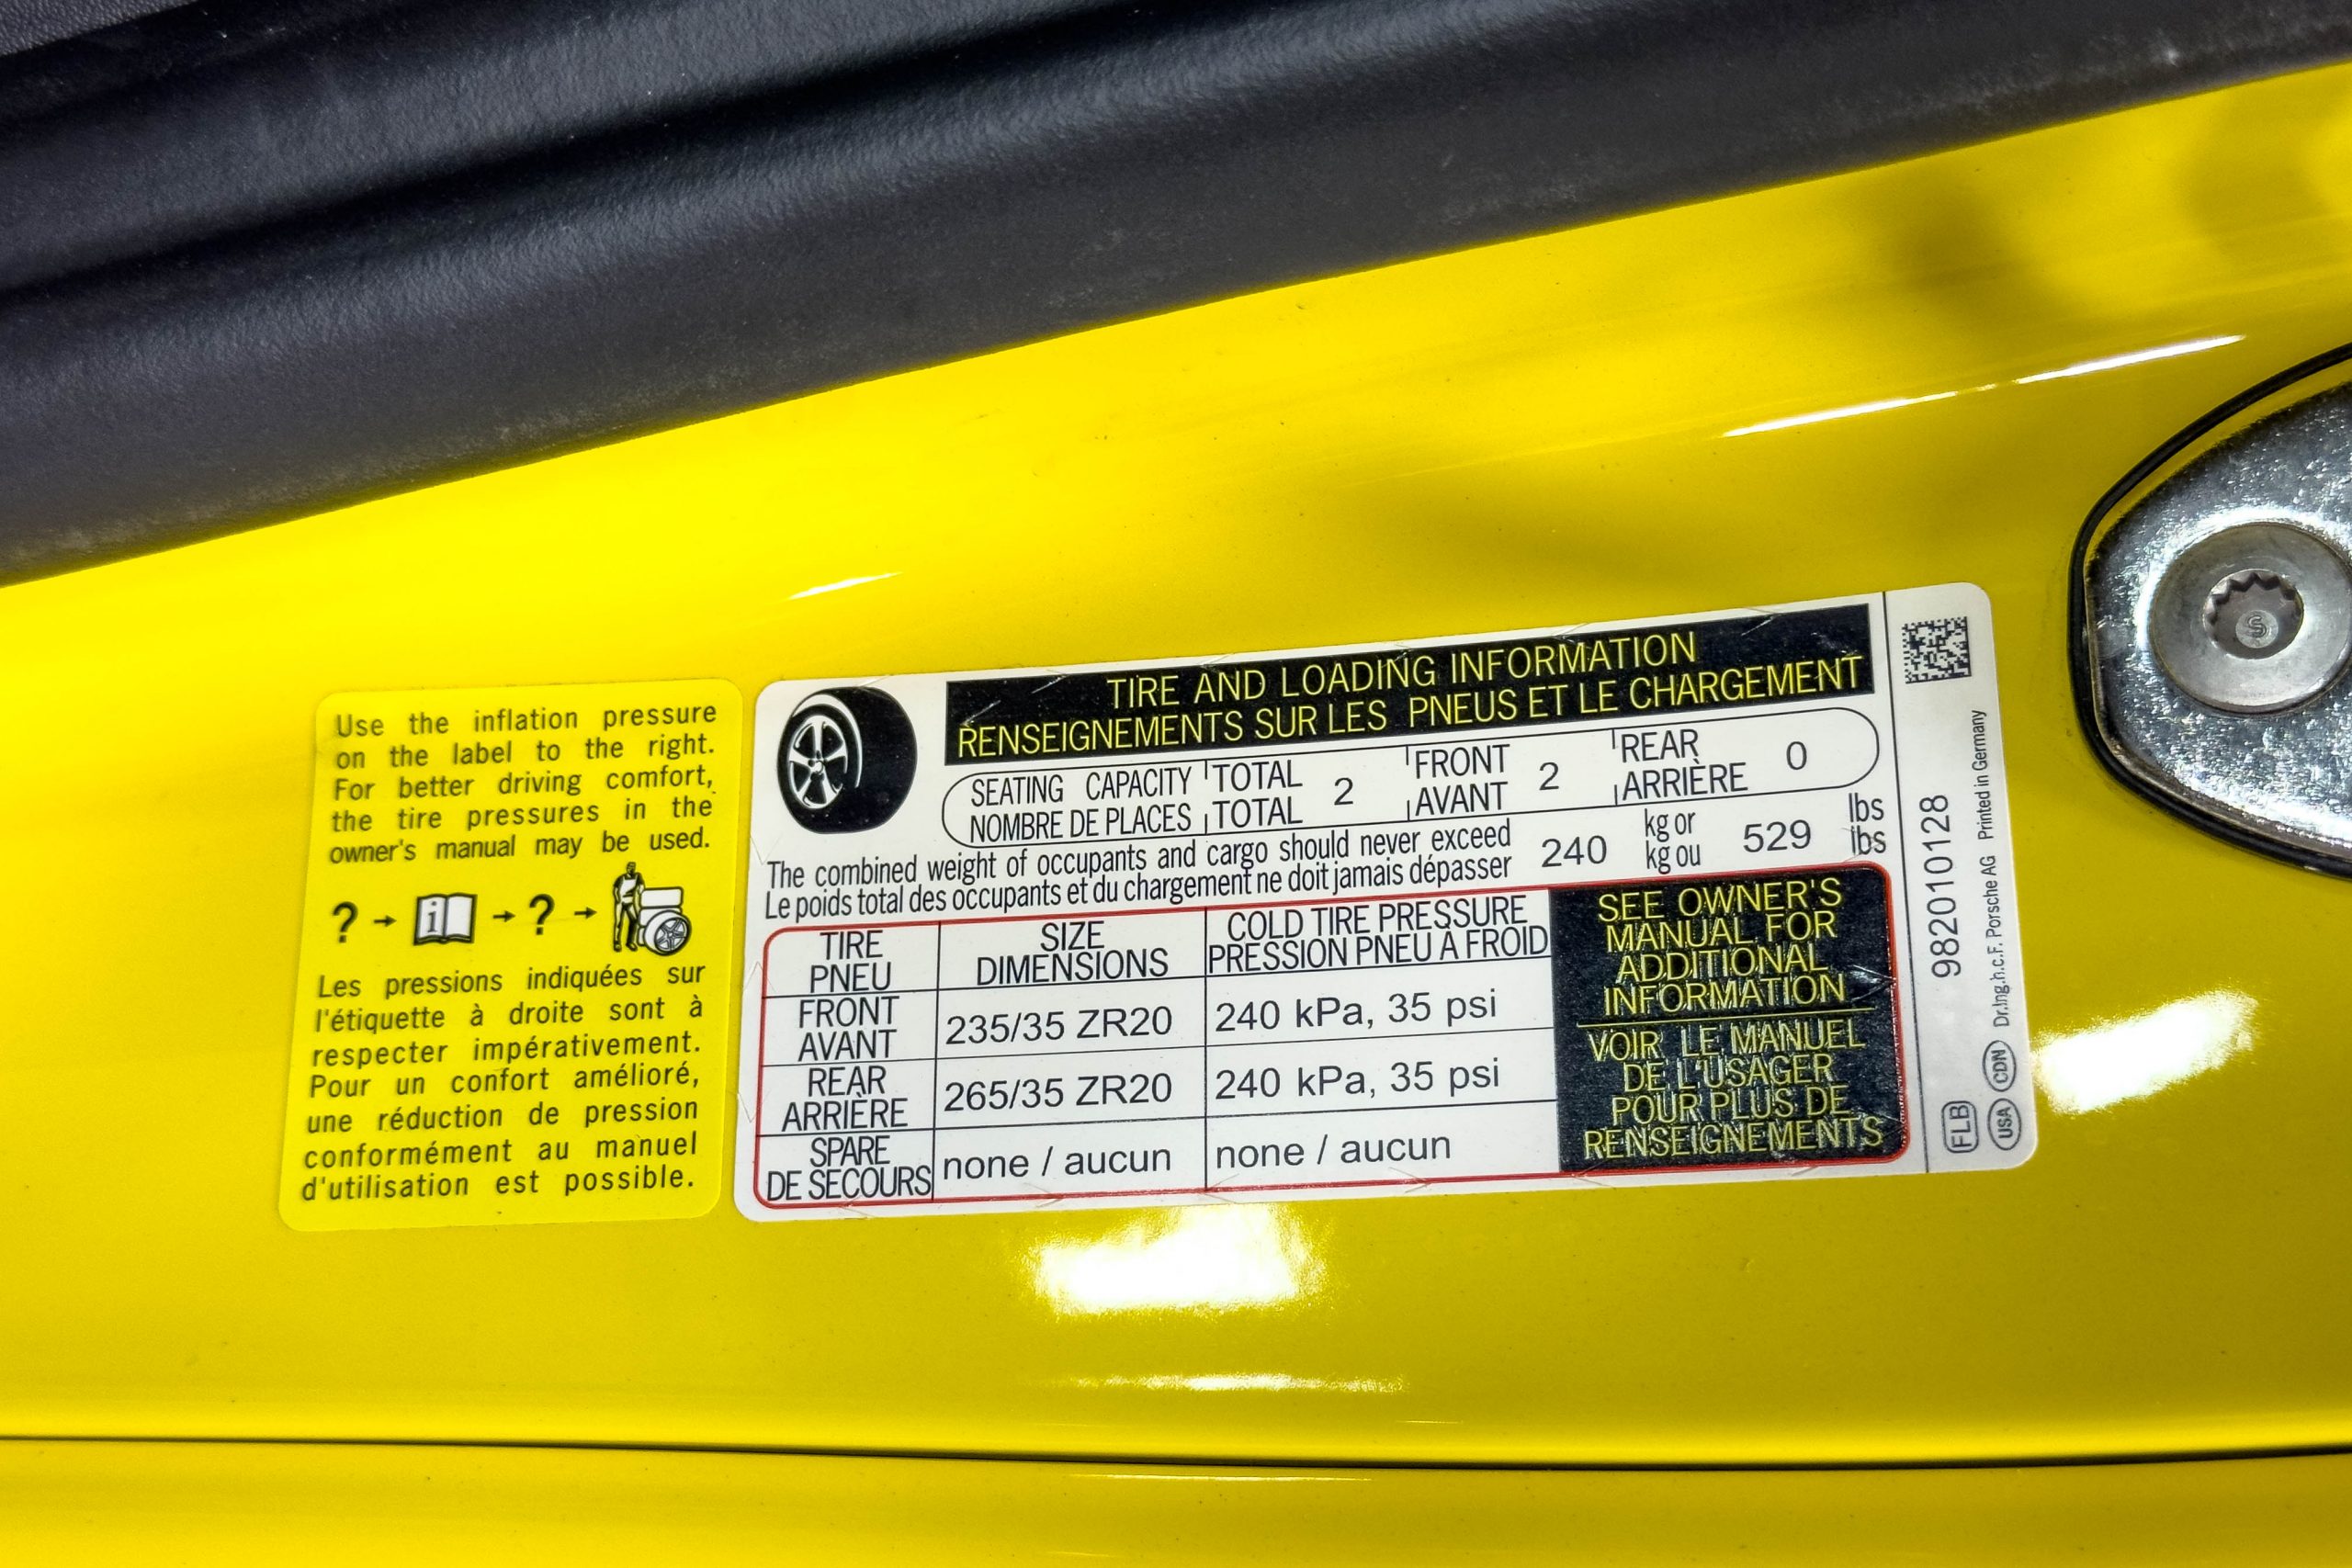 Use the inflation pressure
on the label to the right.
For better driving comfort,
the tire pressures in the
owner's manual may be used.
? → i → ? →
Les pressions indiquées sur
l'étiquette à droite sont à
respecter impérativement.
Pour un confort amélioré,
une réduction de pression
conformément au manuel
d'utilisation est possible.
TIRE AND LOADING INFORMATION
RENSEIGNEMENTS SUR LES PNEUS ET LE CHARGEMENT
SEATING CAPACITY TOTAL 2 FRONT 2 REAR 0
NOMBRE DE PLACES TOTAL AVANT ARRIÈRE
The combined weight of occupants and cargo should never exceed 240 kg or 529 lbs
Le poids total des occupants et du chargement ne doit jamais dépasser kg ou lbs
TIRE SIZE COLD TIRE PRESSURE
PNEU DIMENSIONS PRESSION PNEU À FROID
FRONT 235/35 ZR20 240 kPa, 35 psi
AVANT
REAR 265/35 ZR20 240 kPa, 35 psi
ARRIÈRE
SPARE none / aucun none / aucun
DE SECOURS
SEE OWNER'S
MANUAL FOR
ADDITIONAL
INFORMATION
VOIR LE MANUEL
DE L'USAGER
POUR PLUS DE
RENSEIGNEMENTS
982010128
FLB
Dr.Ing.h.c.F. Porsche AG Printed in Germany
USA CDN
S